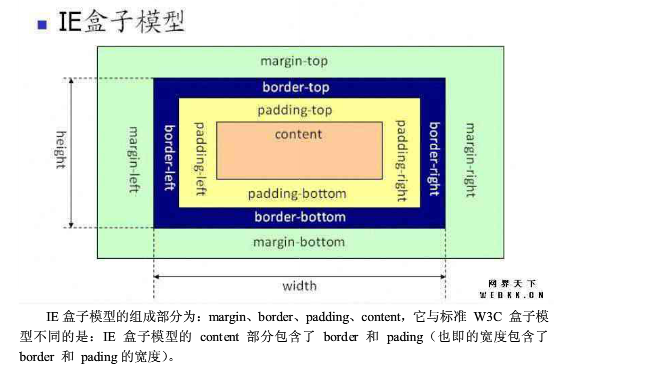 ■ IE盒子模型
margin-top
border-top
padding-top
content
height
margin-left
border-left
padding-left
padding-right
border-right
margin-right
padding-bottom
border-bottom
margin-bottom
width
网界天下
WEBKK.CN
IE 盒子模型的组成部分为：margin、border、padding、content，它与标准 W3C 盒子模
型不同的是：IE 盒子模型的 content 部分包含了 border 和 pading（也即的宽度包含了
border 和 pading 的宽度）。